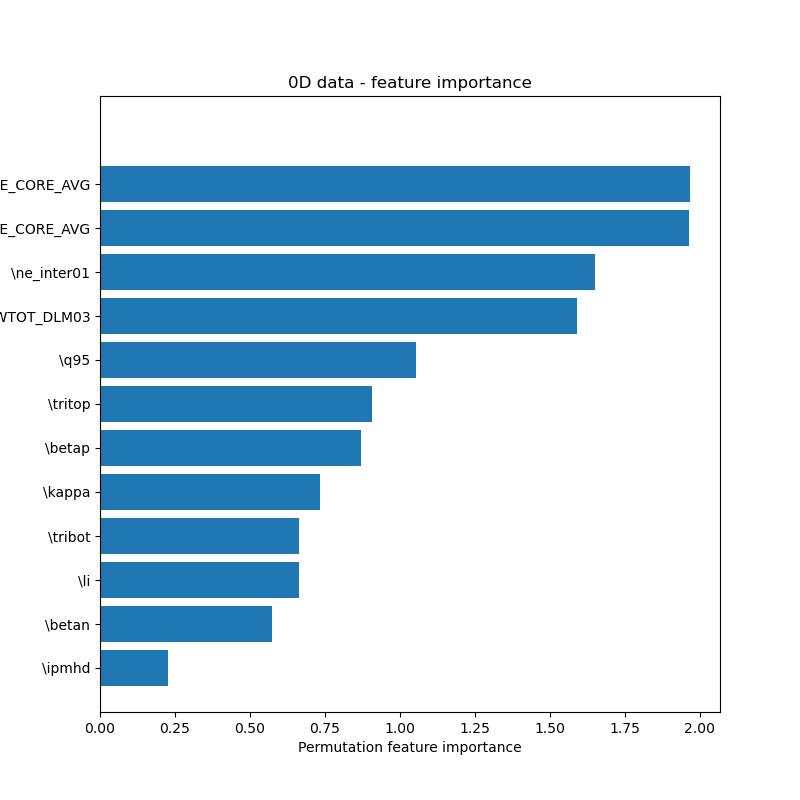 0D data - feature importance
E_CORE_AVG
E_CORE_AVG
\ne_inter01
WTOT_DLM03
\q95
\tritop
\betap
\kappa
\tribot
\li
\betan
\ipmhd
0.00 0.25 0.50 0.75 1.00 1.25 1.50 1.75 2.00
Permutation feature importance